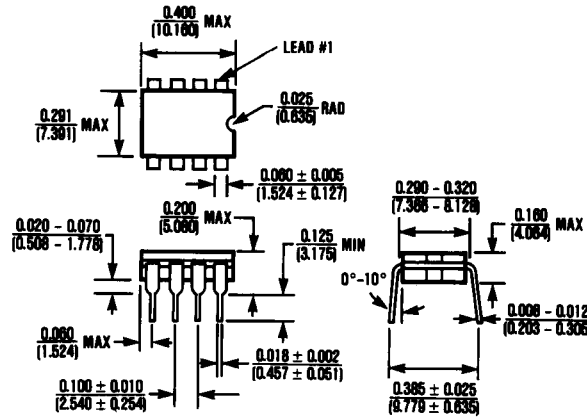 0.400 MAX
(10.160)
LEAD #1
0.291 MAX
(7.391)
0.025 RAD
(0.635)
0.060 ± 0.005
(1.524 ± 0.127)
0.200 MAX
(5.080)
0.290 - 0.320
(7.366 - 8.128)
0.160 MAX
(4.064)
0.020 - 0.070
(0.508 - 1.778)
0.125 MIN
(3.175)
0°-10°
0.008 - 0.012
(0.203 - 0.305)
0.060 MAX
(1.524)
0.018 ± 0.002
(0.457 ± 0.051)
0.100 ± 0.010
(2.540 ± 0.254)
0.385 ± 0.025
(9.779 ± 0.635)